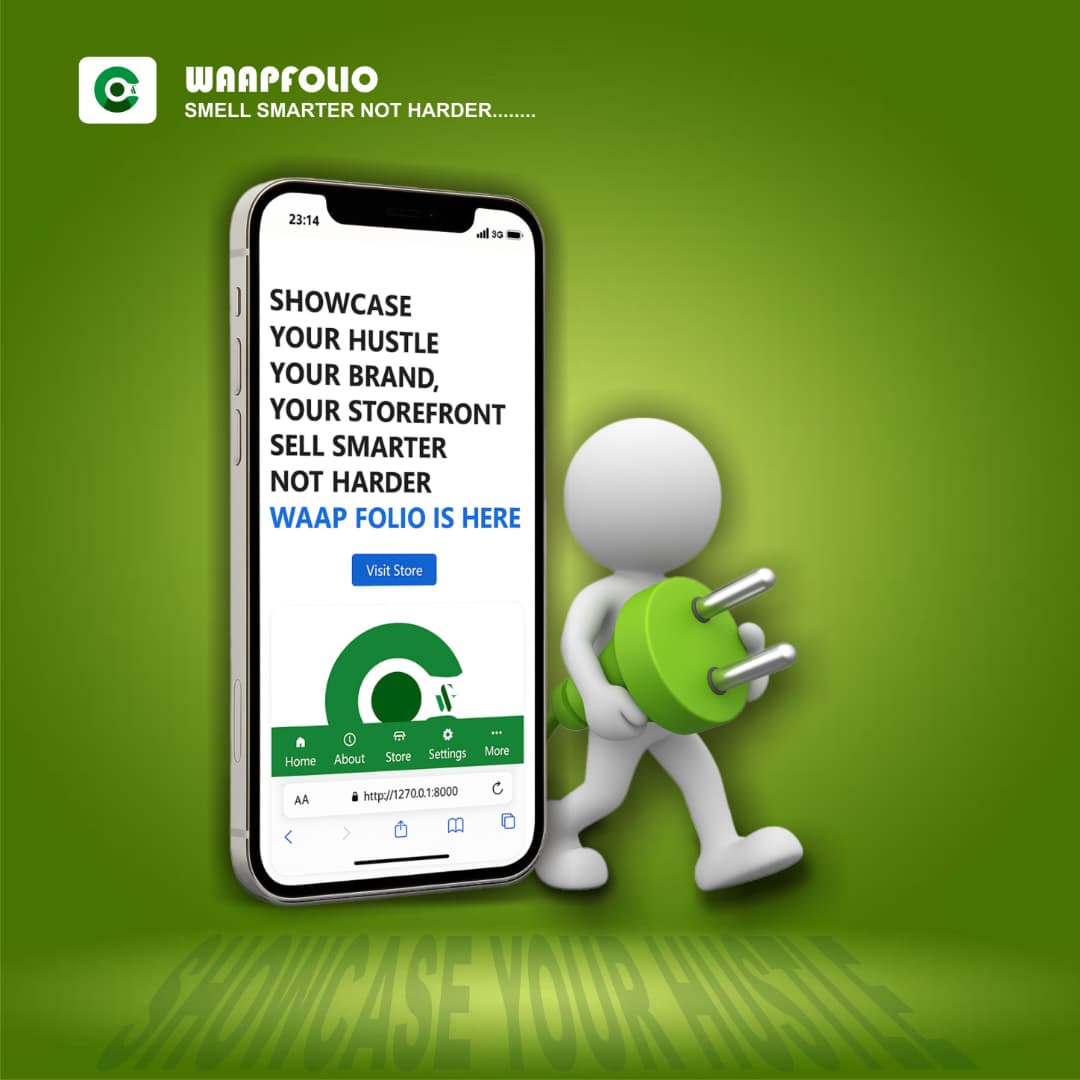 WAAPFOLIO
SMELL SMARTER NOT HARDER........
23:14
3G
SHOWCASE
YOUR HUSTLE
YOUR BRAND,
YOUR STOREFRONT
SELL SMARTER
NOT HARDER
WAAP FOLIO IS HERE
Visit Store
Home About Store Settings More
AA http://1270.0.1:8000
SHOWCASE YOUR HUSTLE